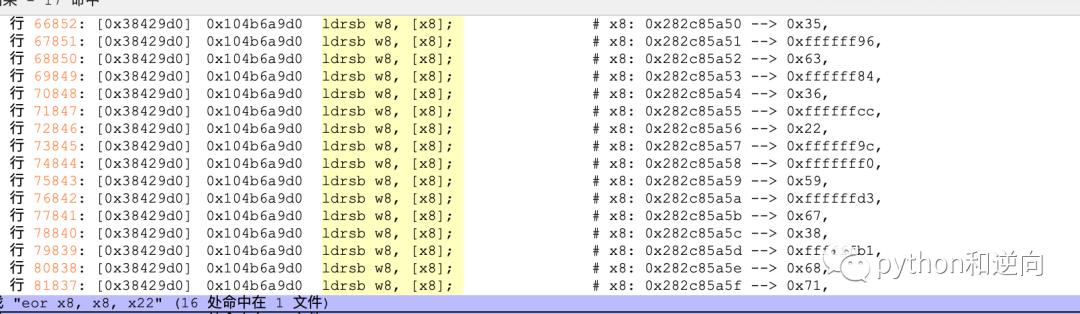 行 66852: [0x38429d0] 0x104b6a9d0 ldrsb w8, [x8]; # x8: 0x282c85a50 --> 0x35,
行 67851: [0x38429d0] 0x104b6a9d0 ldrsb w8, [x8]; # x8: 0x282c85a51 --> 0xffffff96,
行 68850: [0x38429d0] 0x104b6a9d0 ldrsb w8, [x8]; # x8: 0x282c85a52 --> 0x63,
行 69849: [0x38429d0] 0x104b6a9d0 ldrsb w8, [x8]; # x8: 0x282c85a53 --> 0xffffff84,
行 70848: [0x38429d0] 0x104b6a9d0 ldrsb w8, [x8]; # x8: 0x282c85a54 --> 0x36,
行 71847: [0x38429d0] 0x104b6a9d0 ldrsb w8, [x8]; # x8: 0x282c85a55 --> 0xffffffcc,
行 72846: [0x38429d0] 0x104b6a9d0 ldrsb w8, [x8]; # x8: 0x282c85a56 --> 0x22,
行 73845: [0x38429d0] 0x104b6a9d0 ldrsb w8, [x8]; # x8: 0x282c85a57 --> 0xffffff9c,
行 74844: [0x38429d0] 0x104b6a9d0 ldrsb w8, [x8]; # x8: 0x282c85a58 --> 0xfffffff0,
行 75843: [0x38429d0] 0x104b6a9d0 ldrsb w8, [x8]; # x8: 0x282c85a59 --> 0x59,
行 76842: [0x38429d0] 0x104b6a9d0 ldrsb w8, [x8]; # x8: 0x282c85a5a --> 0xffffffd3,
行 77841: [0x38429d0] 0x104b6a9d0 ldrsb w8, [x8]; # x8: 0x282c85a5b --> 0x67,
行 78840: [0x38429d0] 0x104b6a9d0 ldrsb w8, [x8]; # x8: 0x282c85a5c --> 0x38,
行 79839: [0x38429d0] 0x104b6a9d0 ldrsb w8, [x8]; # x8: 0x282c85a5d -->
行 80838: [0x38429d0] 0x104b6a9d0 ldrsb w8, [x8]; # x8: 0x282c85a5e --> 0x68,
行 81837: [0x38429d0] 0x104b6a9d0 ldrsb w8, [x8]; # x8: 0x282c85a5f --> 0x71,
"eor x8, x8, x22" (16 处命中在 1 文件)
python和逆向